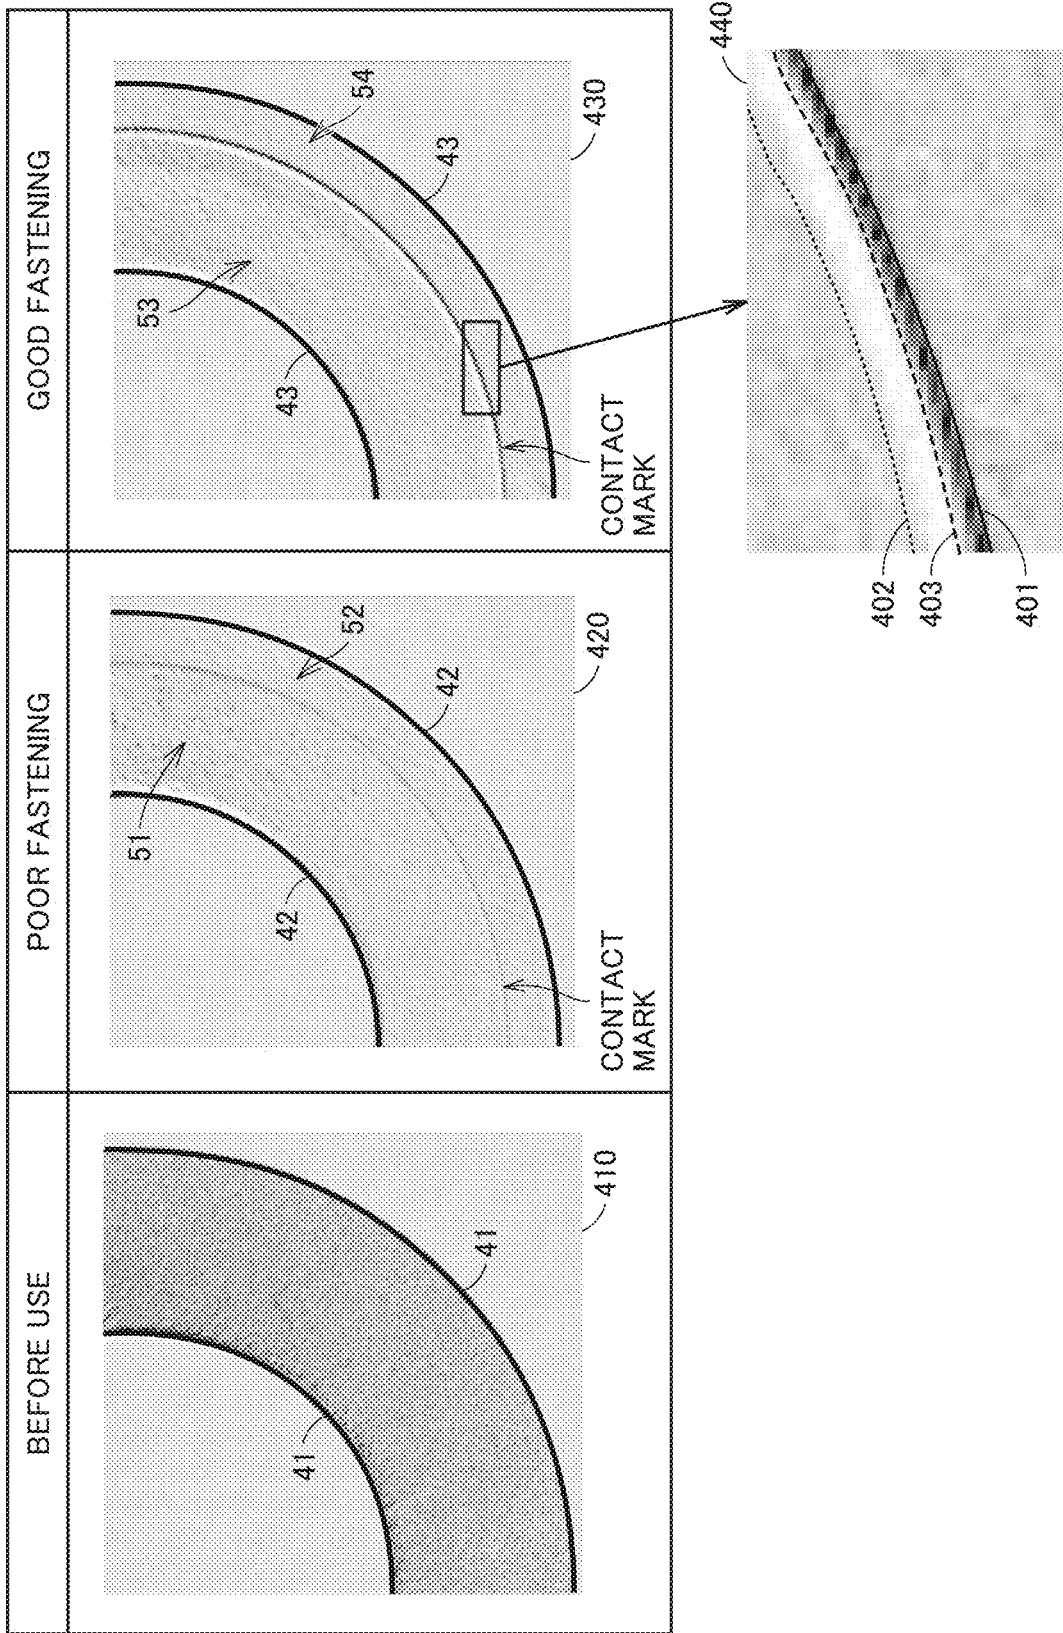 BEFORE USE
POOR FASTENING
GOOD FASTENING
41
41
410
51
42
52
42
CONTACT
MARK
420
53
43
54
43
CONTACT
MARK
430
440
402
403
401